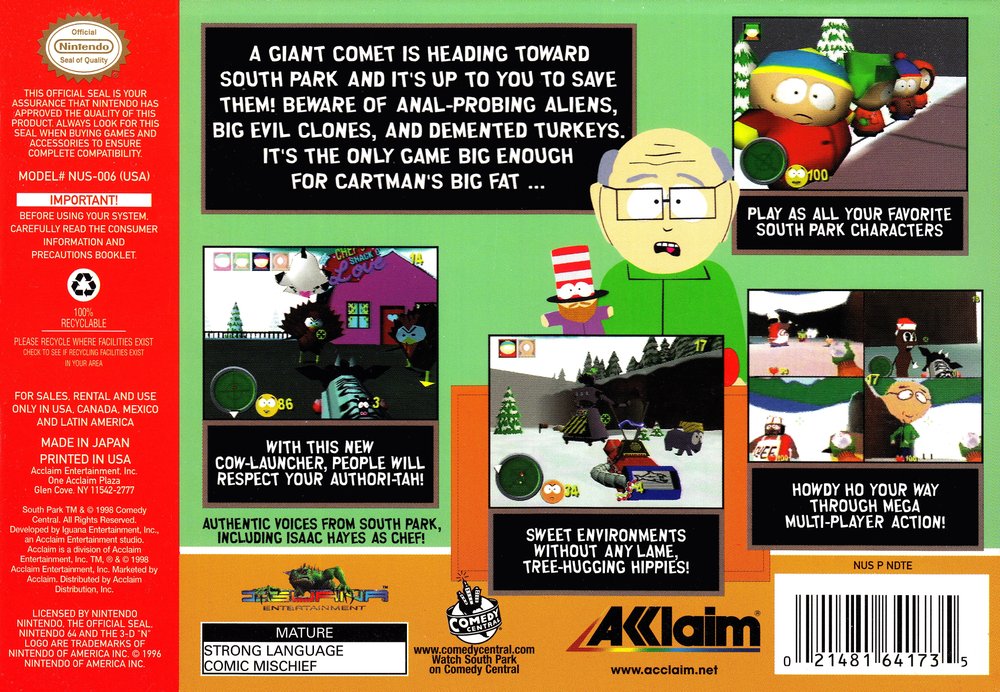 Official
Nintendo
Seal of Quality
THIS OFFICIAL SEAL IS YOUR
ASSURANCE THAT NINTENDO HAS
APPROVED THE QUALITY OF THIS
PRODUCT. ALWAYS LOOK FOR THIS
SEAL WHEN BUYING GAMES AND
ACCESSORIES TO ENSURE
COMPLETE COMPATIBILITY.
MODEL# NUS-006 (USA)
IMPORTANT!
BEFORE USING YOUR SYSTEM,
CAREFULLY READ THE CONSUMER
INFORMATION AND
PRECAUTIONS BOOKLET.
100%
RECYCLABLE
PLEASE RECYCLE WHERE FACILITIES EXIST
CHECK TO SEE IF RECYCLING FACILITIES EXIST
IN YOUR AREA
FOR SALES, RENTAL AND USE
ONLY IN USA, CANADA, MEXICO
AND LATIN AMERICA
MADE IN JAPAN
PRINTED IN USA
Acclaim Entertainment, Inc.
One Acclaim Plaza
Glen Cove, NY 11542-2777
South Park TM & © 1998 Comedy
Central. All Rights Reserved.
Developed by Iguana Entertainment, Inc.,
an Acclaim Entertainment studio.
Acclaim is a division of Acclaim
Entertainment, Inc. TM, ® & © 1998
Acclaim Entertainment, Inc. Marketed by
Acclaim. Distributed by Acclaim
Distribution, Inc.
LICENSED BY NINTENDO
NINTENDO, THE OFFICIAL SEAL,
NINTENDO 64 AND THE 3-D "N"
LOGO ARE TRADEMARKS OF
NINTENDO OF AMERICA INC. © 1996
NINTENDO OF AMERICA INC.
A GIANT COMET IS HEADING TOWARD
SOUTH PARK AND IT'S UP TO YOU TO SAVE
THEM! BEWARE OF ANAL-PROBING ALIENS,
BIG EVIL CLONES, AND DEMENTED TURKEYS.
IT'S THE ONLY GAME BIG ENOUGH
FOR CARTMAN'S BIG FAT ...
100
PLAY AS ALL YOUR FAVORITE
SOUTH PARK CHARACTERS
CHEF'S
SHACK O
Love
14
86
3
WITH THIS NEW
COW-LAUNCHER, PEOPLE WILL
RESPECT YOUR AUTHORI-TAH!
AUTHENTIC VOICES FROM SOUTH PARK,
INCLUDING ISAAC HAYES AS CHEF!
17
34
4
SWEET ENVIRONMENTS
WITHOUT ANY LAME,
TREE-HUGGING HIPPIES!
HOWDY HO YOUR WAY
THROUGH MEGA
MULTI-PLAYER ACTION!
ENTERTAINMENT
MATURE
STRONG LANGUAGE
COMIC MISCHIEF
COMEDY
CENTRAL
www.comedycentral.com
Watch South Park
on Comedy Central
AKKlaim®
www.acclaim.net
NUS P NDTE
0 21481 64173 5